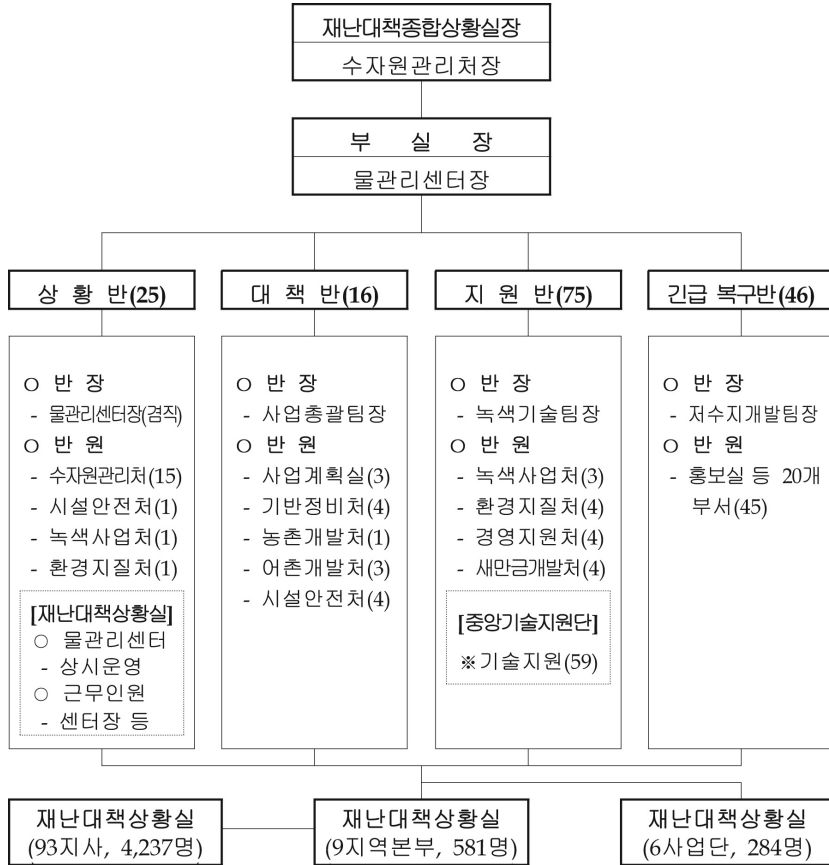 재난대책종합상황실장
수자원관리처장
부 실 장
물관리센터장
상 황 반(25)
O 반 장
- 물관리센터장(겸직)
O 반 원
- 수자원관리처(15)
- 시설안전처(1)
- 녹색사업처(1)
- 환경지질처(1)
[재난대책상황실]
○ 물관리센터
- 상시운영
○ 근무인원
- 센터장 등
대 책 반(16)
O 반 장
- 사업총괄팀장
O 반 원
- 사업계획실(3)
- 기반정비처(4)
- 농촌개발처(1)
- 어촌개발처(3)
- 시설안전처(4)
지 원 반(75)
O 반 장
- 녹색기술팀장
O 반 원
- 녹색사업처(3)
- 환경지질처(4)
- 경영지원처(4)
- 새만금개발처(4)
[중앙기술지원단]
※기술지원(59)
긴급 복구반(46)
O 반 장
- 저수지개발팀장
O 반 원
- 홍보실 등 20개
부서(45)
재난대책상황실
(93지사, 4,237명)
재난대책상황실
(9지역본부, 581명)
재난대책상황실
(6사업단, 284명)